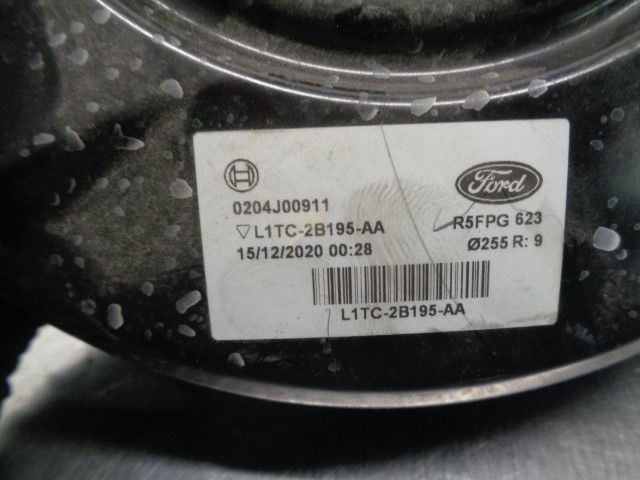 Ford
0204J00911
R5FPG 623
▽L1TC-2B195-AA
15/12/2020 00:28
Ø255 R: 9
L1TC-2B195-AA